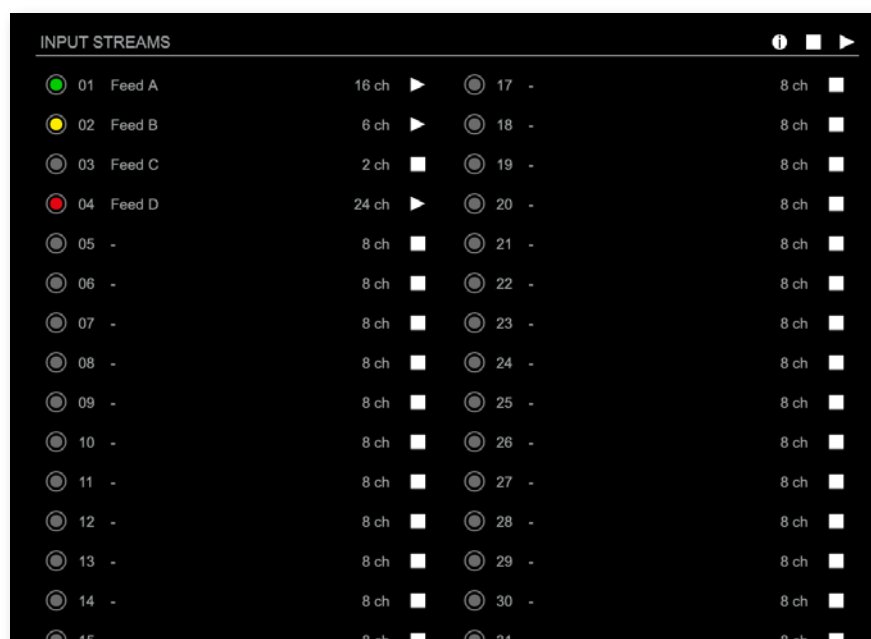 INPUT STREAMS
01 Feed A 16 ch
02 Feed B 6 ch
03 Feed C 2 ch
04 Feed D 24 ch
05 - 8 ch
06 - 8 ch
07 - 8 ch
08 - 8 ch
09 - 8 ch
10 - 8 ch
11 - 8 ch
12 - 8 ch
13 - 8 ch
14 - 8 ch
17 - 8 ch
18 - 8 ch
19 - 8 ch
20 - 8 ch
21 - 8 ch
22 - 8 ch
23 - 8 ch
24 - 8 ch
25 - 8 ch
26 - 8 ch
27 - 8 ch
28 - 8 ch
29 - 8 ch
30 - 8 ch